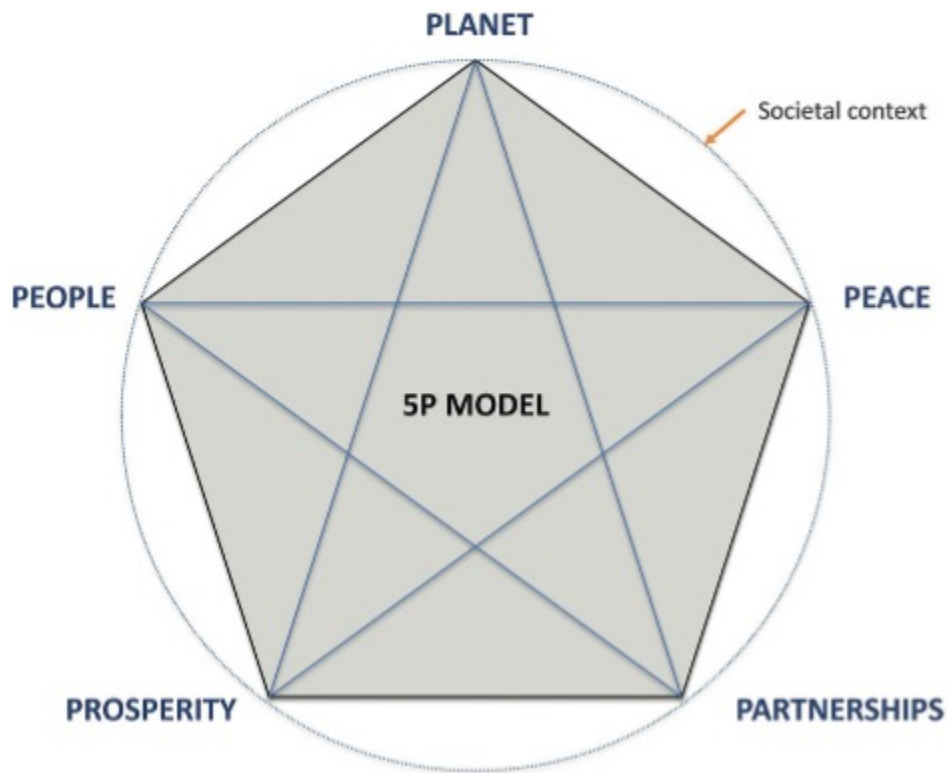 PLANET
Societal context
PEOPLE
PEACE
5P MODEL
PROSPERITY
PARTNERSHIPS